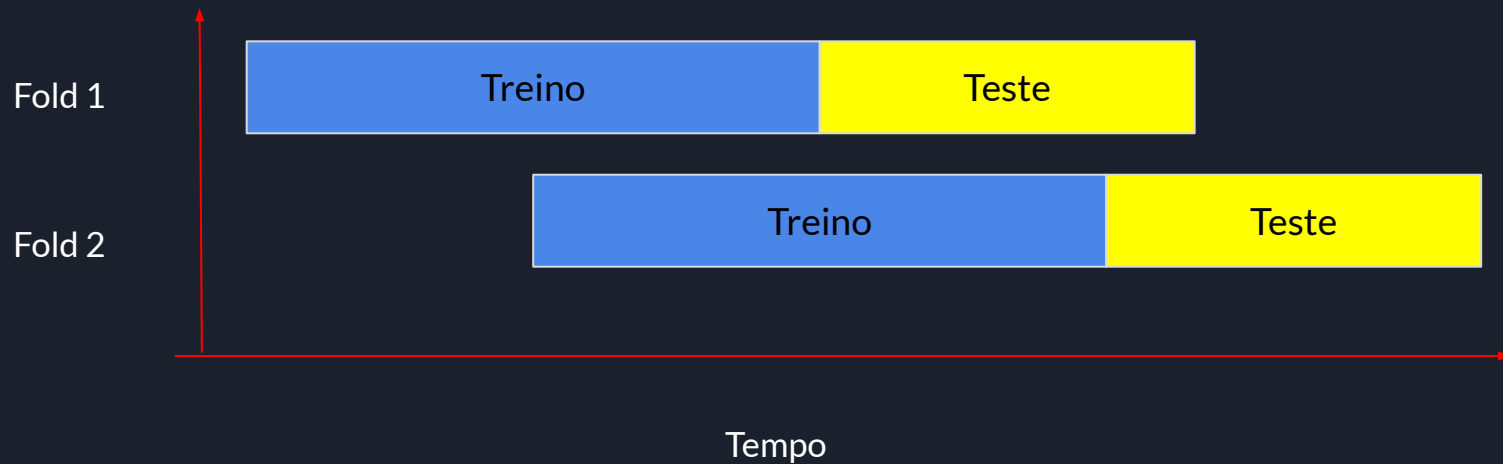 Fold 1
Treino
Teste
Fold 2
Treino
Teste
Tempo